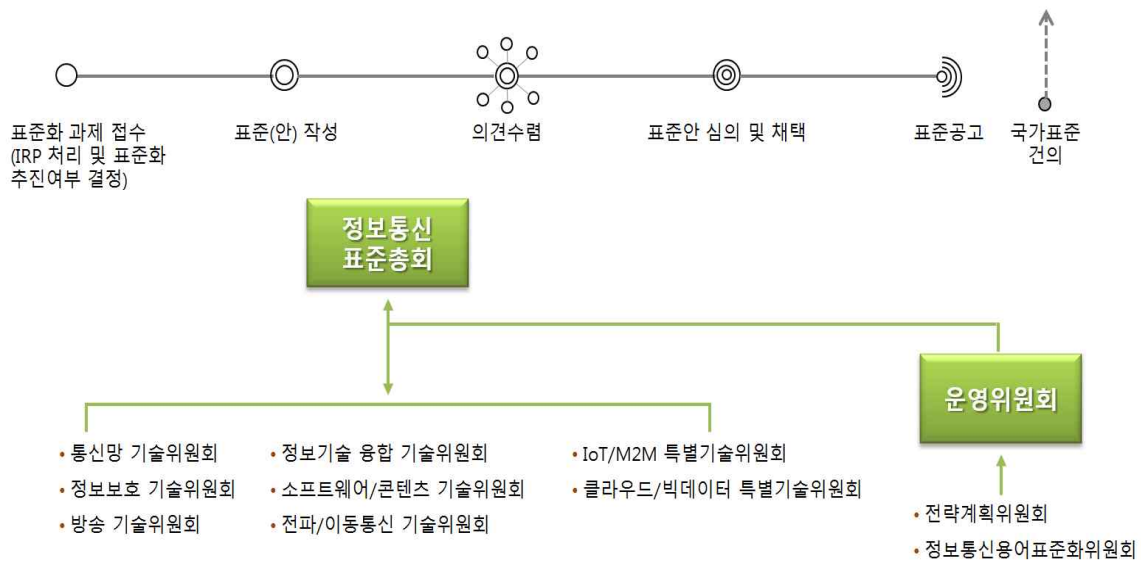 표준화 과제 접수
(IRP 처리 및 표준화
추진여부 결정)
표준(안) 작성
의견수렴
표준안 심의 및 채택
표준공고
국가표준
건의
정보통신
표준총회
운영위원회
• 통신망 기술위원회
• 정보보호 기술위원회
• 방송 기술위원회
• 정보기술 융합 기술위원회
• 소프트웨어/콘텐츠 기술위원회
• 전파/이동통신 기술위원회
• IoT/M2M 특별기술위원회
• 클라우드/빅데이터 특별기술위원회
• 전략계획위원회
• 정보통신용어표준화위원회